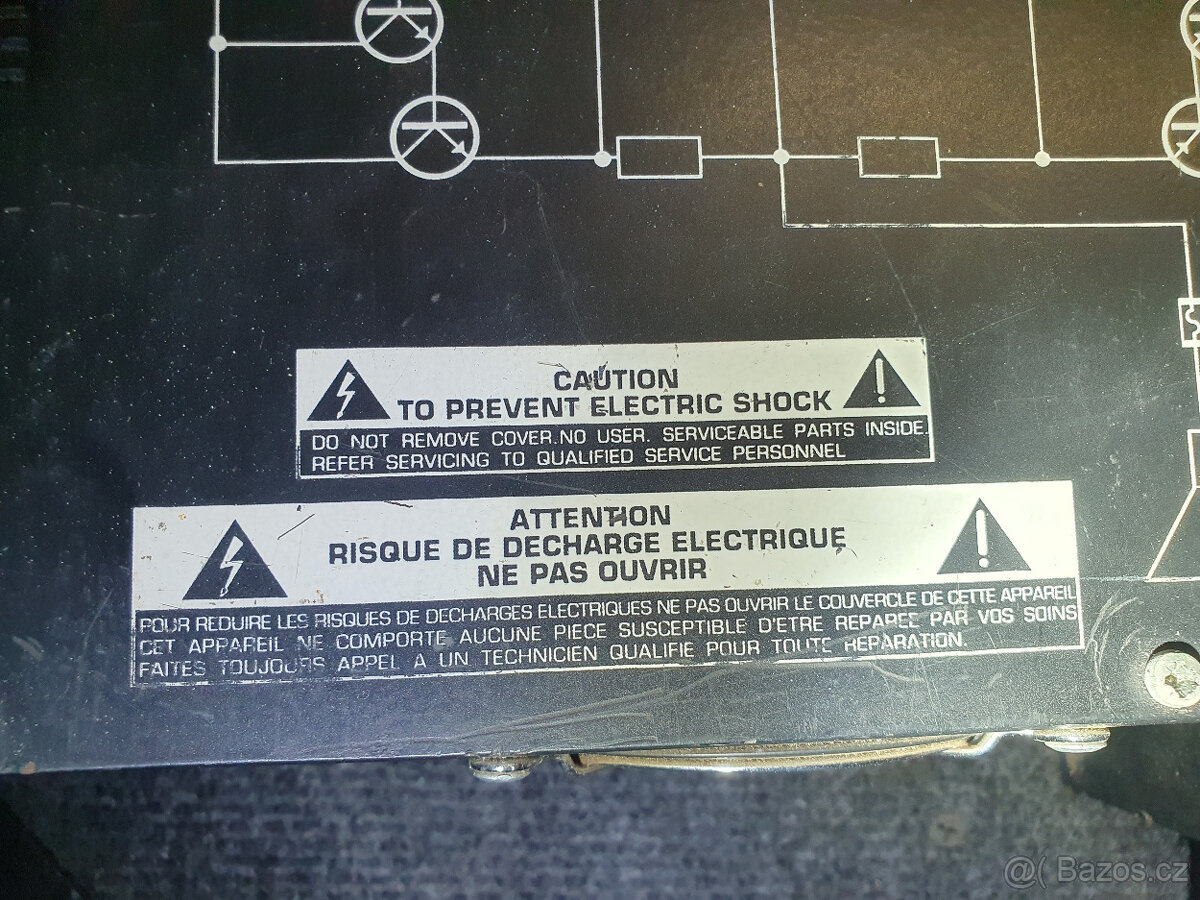 CAUTION
TO PREVENT ELECTRIC SHOCK
DO NOT REMOVE COVER.NO USER. SERVICEABLE PARTS INSIDE.
REFER SERVICING TO QUALIFIED SERVICE PERSONNEL
ATTENTION
RISQUE DE DECHARGE ELECTRIQUE
NE PAS OUVRIR
POUR REDUIRE LES RISQUES DE DECHARGES ELECTRIQUES NE PAS OUVRIR LE COUVERCLE DE CETTE APPAREIL
CET APPAREIL NE COMPORTE AUCUNE PIECE SUSCEPTIBLE D'ETRE REPAREE PAR VOS SOINS
FAITES TOUJOURS APPEL A UN TECHNICIEN QUALIFIE POUR TOUTE REPARATION.
@( Bazos.cz